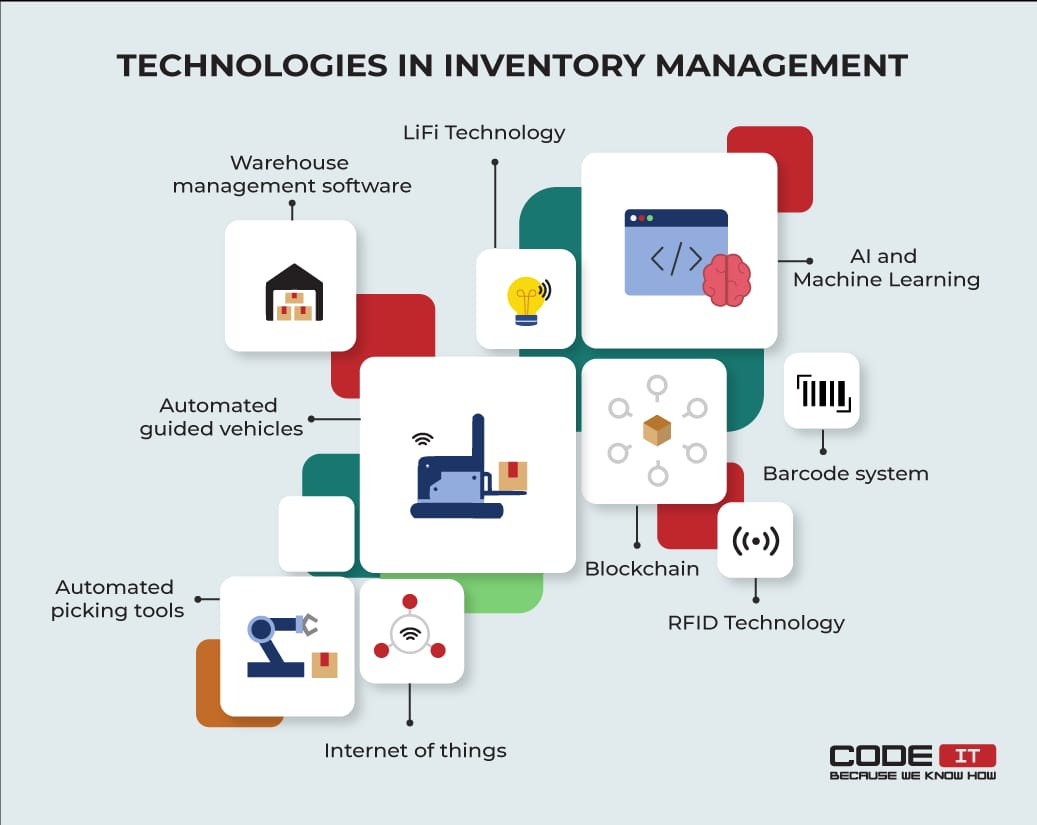 TECHNOLOGIES IN INVENTORY MANAGEMENT
LiFi Technology
Warehouse
management software
AI and
Machine Learning
Automated
guided vehicles
Barcode system
Blockchain
Automated
picking tools
RFID Technology
Internet of things
CODE IT
BECAUSE WE KNOW HOW